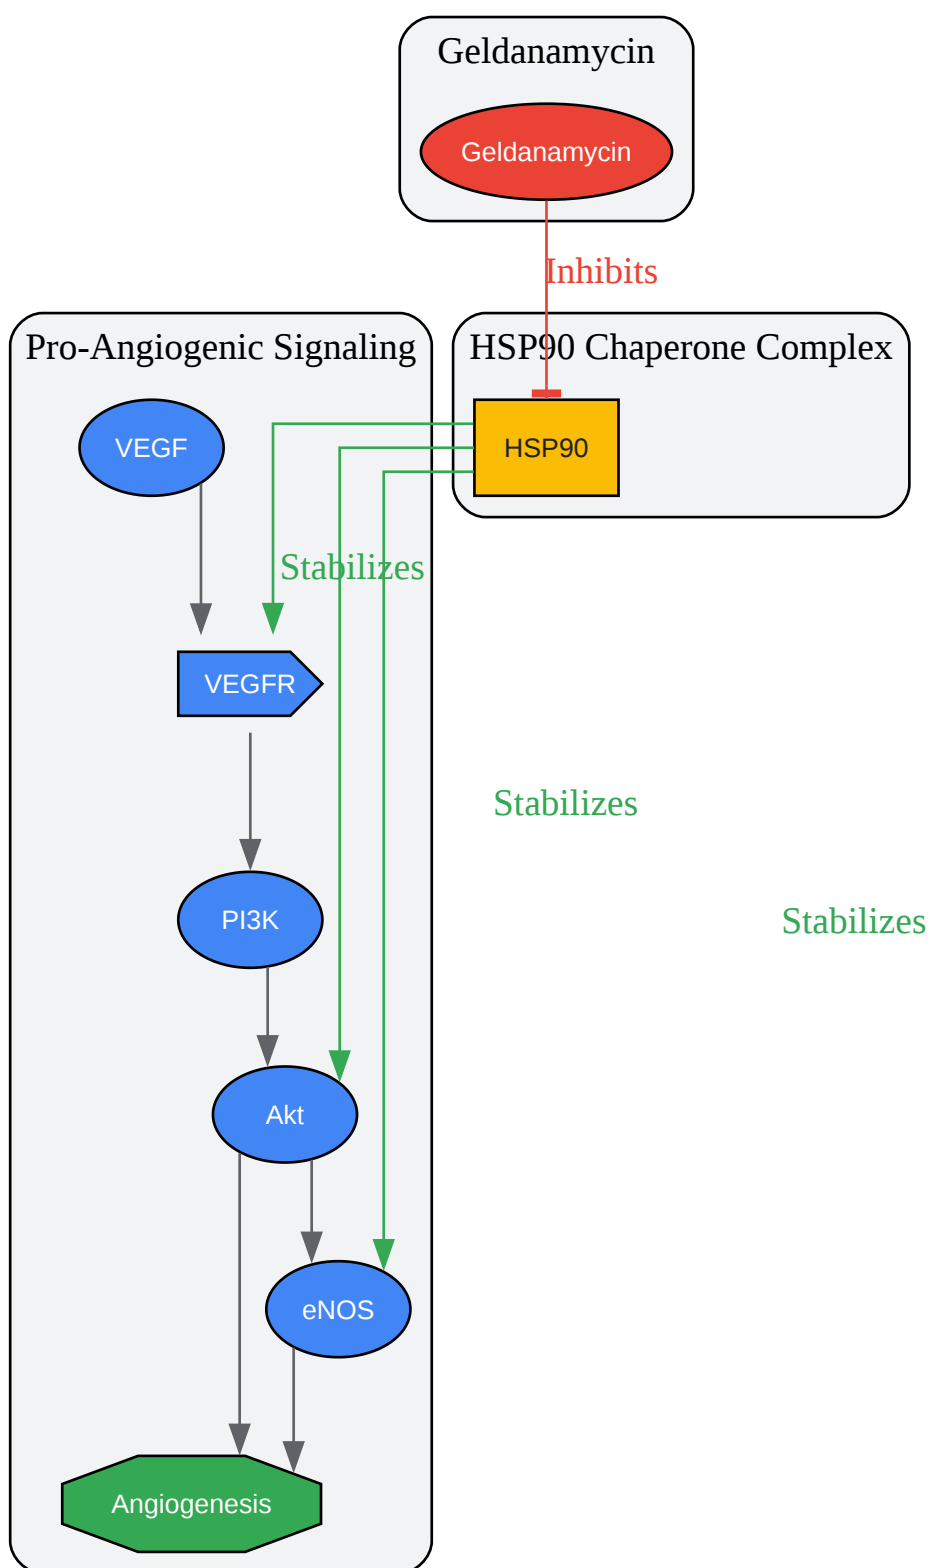 Geldanamycin
Geldanamycin
Inhibits
Pro-Angiogenic Signaling
HSP90 Chaperone Complex
VEGF
HSP90
Stabilizes
VEGFR
Stabilizes
PI3K
Stabilizes
Akt
eNOS
Angiogenesis